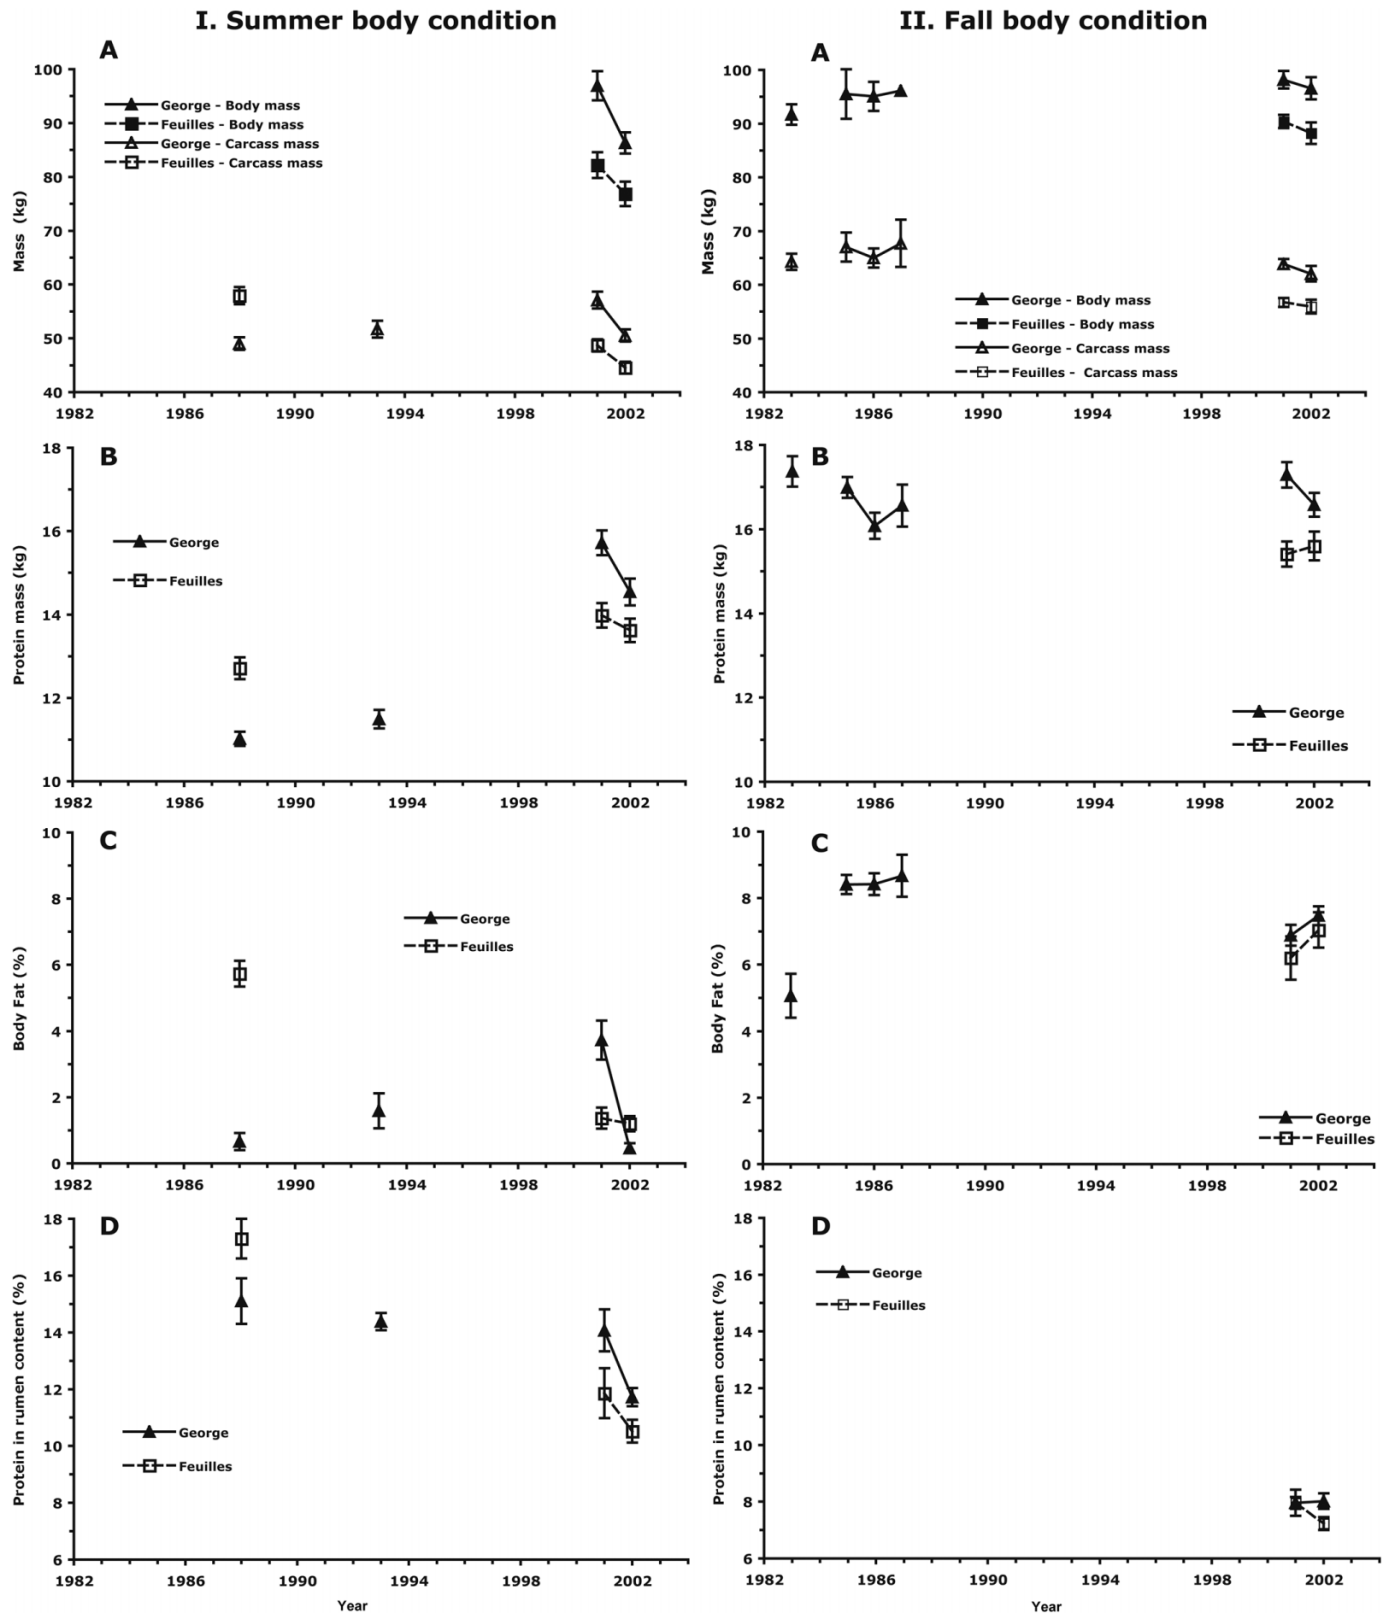 I. Summer body condition
A
100
90
80
70
60
50
40
Mass (kg)
George - Body mass
Feuilles - Body mass
George - Carcass mass
Feuilles - Carcass mass
1982 1986 1990 1994 1998 2002
B
18
16
14
12
10
Protein mass (kg)
George
Feuilles
1982 1986 1990 1994 1998 2002
C
10
8
6
4
2
0
Body Fat (%)
George
Feuilles
1982 1986 1990 1994 1998 2002
D
18
16
14
12
10
8
6
Protein in rumen content (%)
George
Feuilles
1982 1986 1990 1994 1998 2002
Year
II. Fall body condition
A
100
90
80
70
60
50
40
Mass (kg)
George - Body mass
Feuilles - Body mass
George - Carcass mass
Feuilles - Carcass mass
1982 1986 1990 1994 1998 2002
B
18
16
14
12
10
Protein mass (kg)
George
Feuilles
1982 1986 1990 1994 1998 2002
C
10
8
6
4
2
0
Body Fat (%)
George
Feuilles
1982 1986 1990 1994 1998 2002
D
18
16
14
12
10
8
6
Protein in rumen content (%)
George
Feuilles
1982 1986 1990 1994 1998 2002
Year